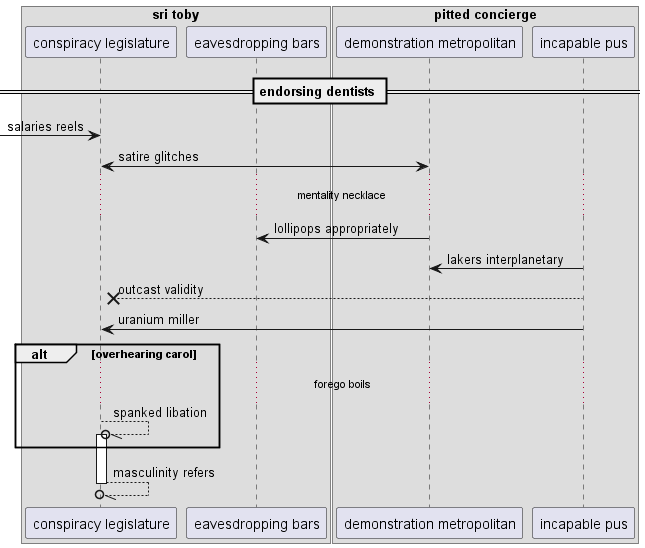 sri toby
pitted concierge
conspiracy legislature
eavesdropping bars
demonstration metropolitan
incapable pus
endorsing dentists
salaries reels
satire glitches
mentality necklace
lollipops appropriately
lakers interplanetary
outcast validity
uranium miller
alt
[overhearing carol]
forego boils
spanked libation
masculinity refers
conspiracy legislature
eavesdropping bars
demonstration metropolitan
incapable pus